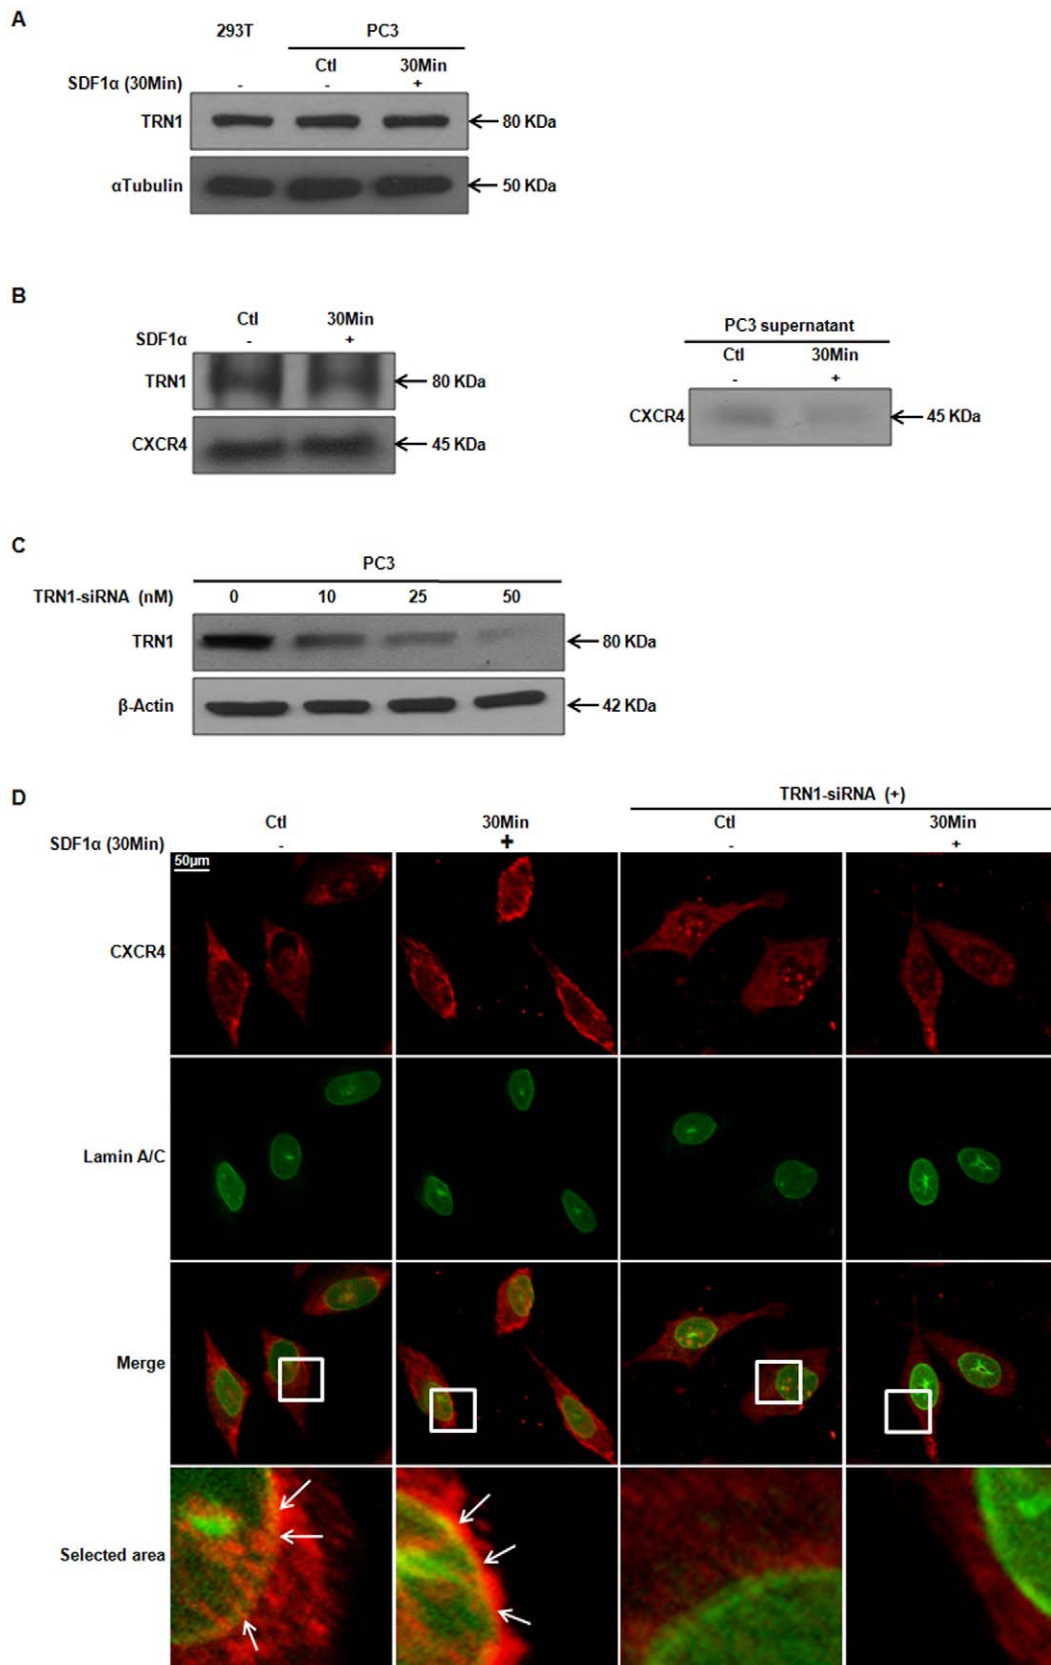 A
293T PC3
Ctl 30Min
SDF1α (30Min) - - +
TRN1 80 KDa
αTubulin 50 KDa
B
Ctl 30Min
SDF1α - +
TRN1 80 KDa
CXCR4 45 KDa
PC3 supernatant
Ctl 30Min
- +
CXCR4 45 KDa
C
PC3
TRN1-siRNA (nM) 0 10 25 50
TRN1 80 KDa
β-Actin 42 KDa
D
TRN1-siRNA (+)
Ctl 30Min Ctl 30Min
SDF1α (30Min) - + - +
50μm
CXCR4
Lamin A/C
Merge
Selected area